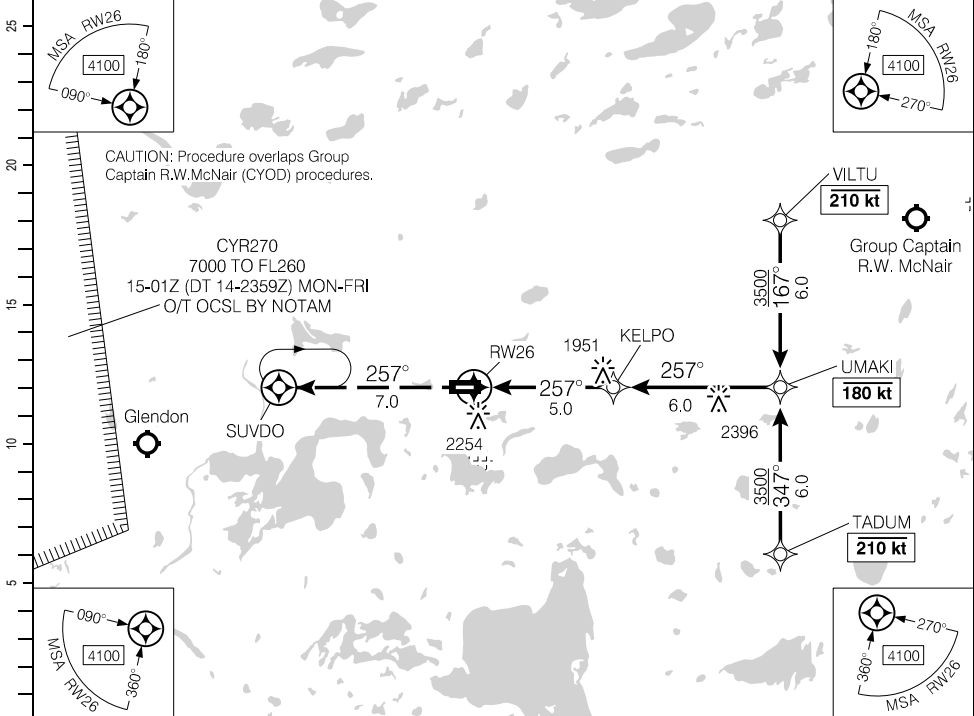 25
20
15
10
5
MSA RW26
4100
180°
090°
MSA RW26
180°
4100
270°
CAUTION: Procedure overlaps Group
Captain R.W.McNair (CYOD) procedures.
VILTU
210 kt
Group Captain
R.W. McNair
CYR270
7000 TO FL260
15-01Z (DT 14-2359Z) MON-FRI
O/T OCSL BY NOTAM
3500
167°
6.0
1951
KELPO
RW26
257°
7.0
257°
5.0
257°
6.0
UMAKI
180 kt
Glendon
SUVDO
2254
2396
3500
347°
6.0
TADUM
210 kt
090°
4100
360°
MSA RW26
270°
4100
360°
MSA RW26